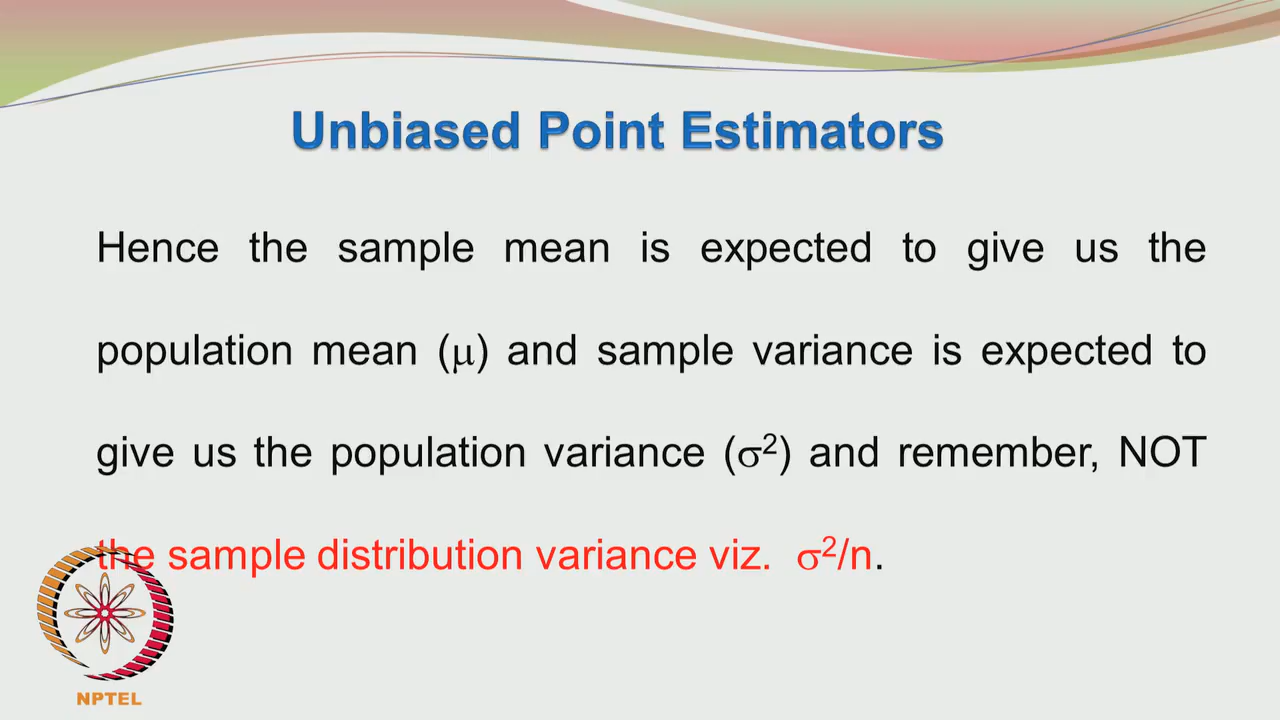 Unbiased Point Estimators
Hence the sample mean is expected to give us the
population mean (μ) and sample variance is expected to
give us the population variance (σ²) and remember, NOT
the sample distribution variance viz. σ²/n.
NPTEL